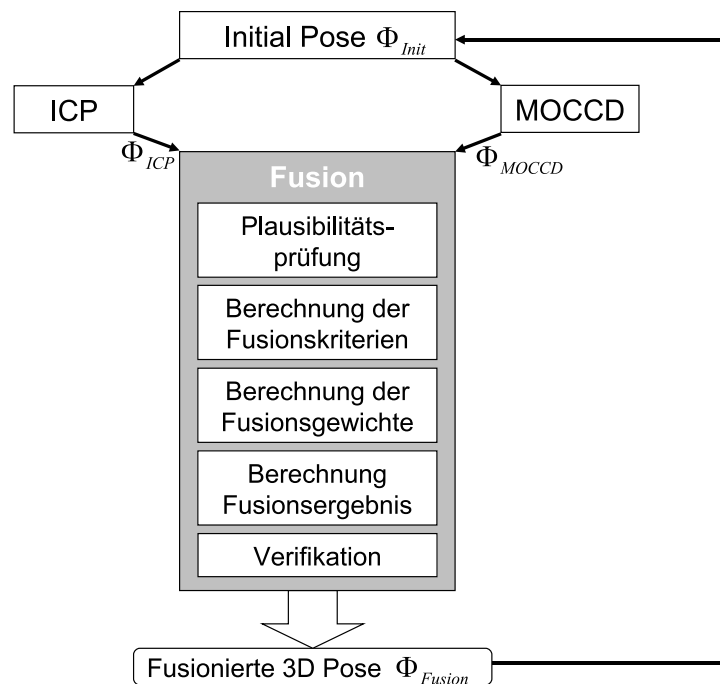 Initial Pose Φ_Init
ICP
MOCCD
Φ_ICP
Φ_MOCCD
Fusion
Plausibilitäts-
prüfung
Berechnung der
Fusionskriterien
Berechnung der
Fusionsgewichte
Berechnung
Fusionsergebnis
Verifikation
Fusionierte 3D Pose Φ_Fusion